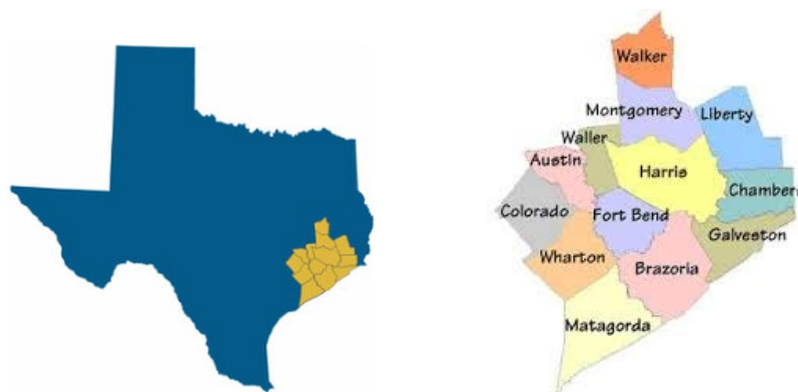 Walker
Montgomery
Liberty
Waller
Austin
Harris
Chambers
Colorado
Fort Bend
Galveston
Wharton
Brazoria
Matagorda